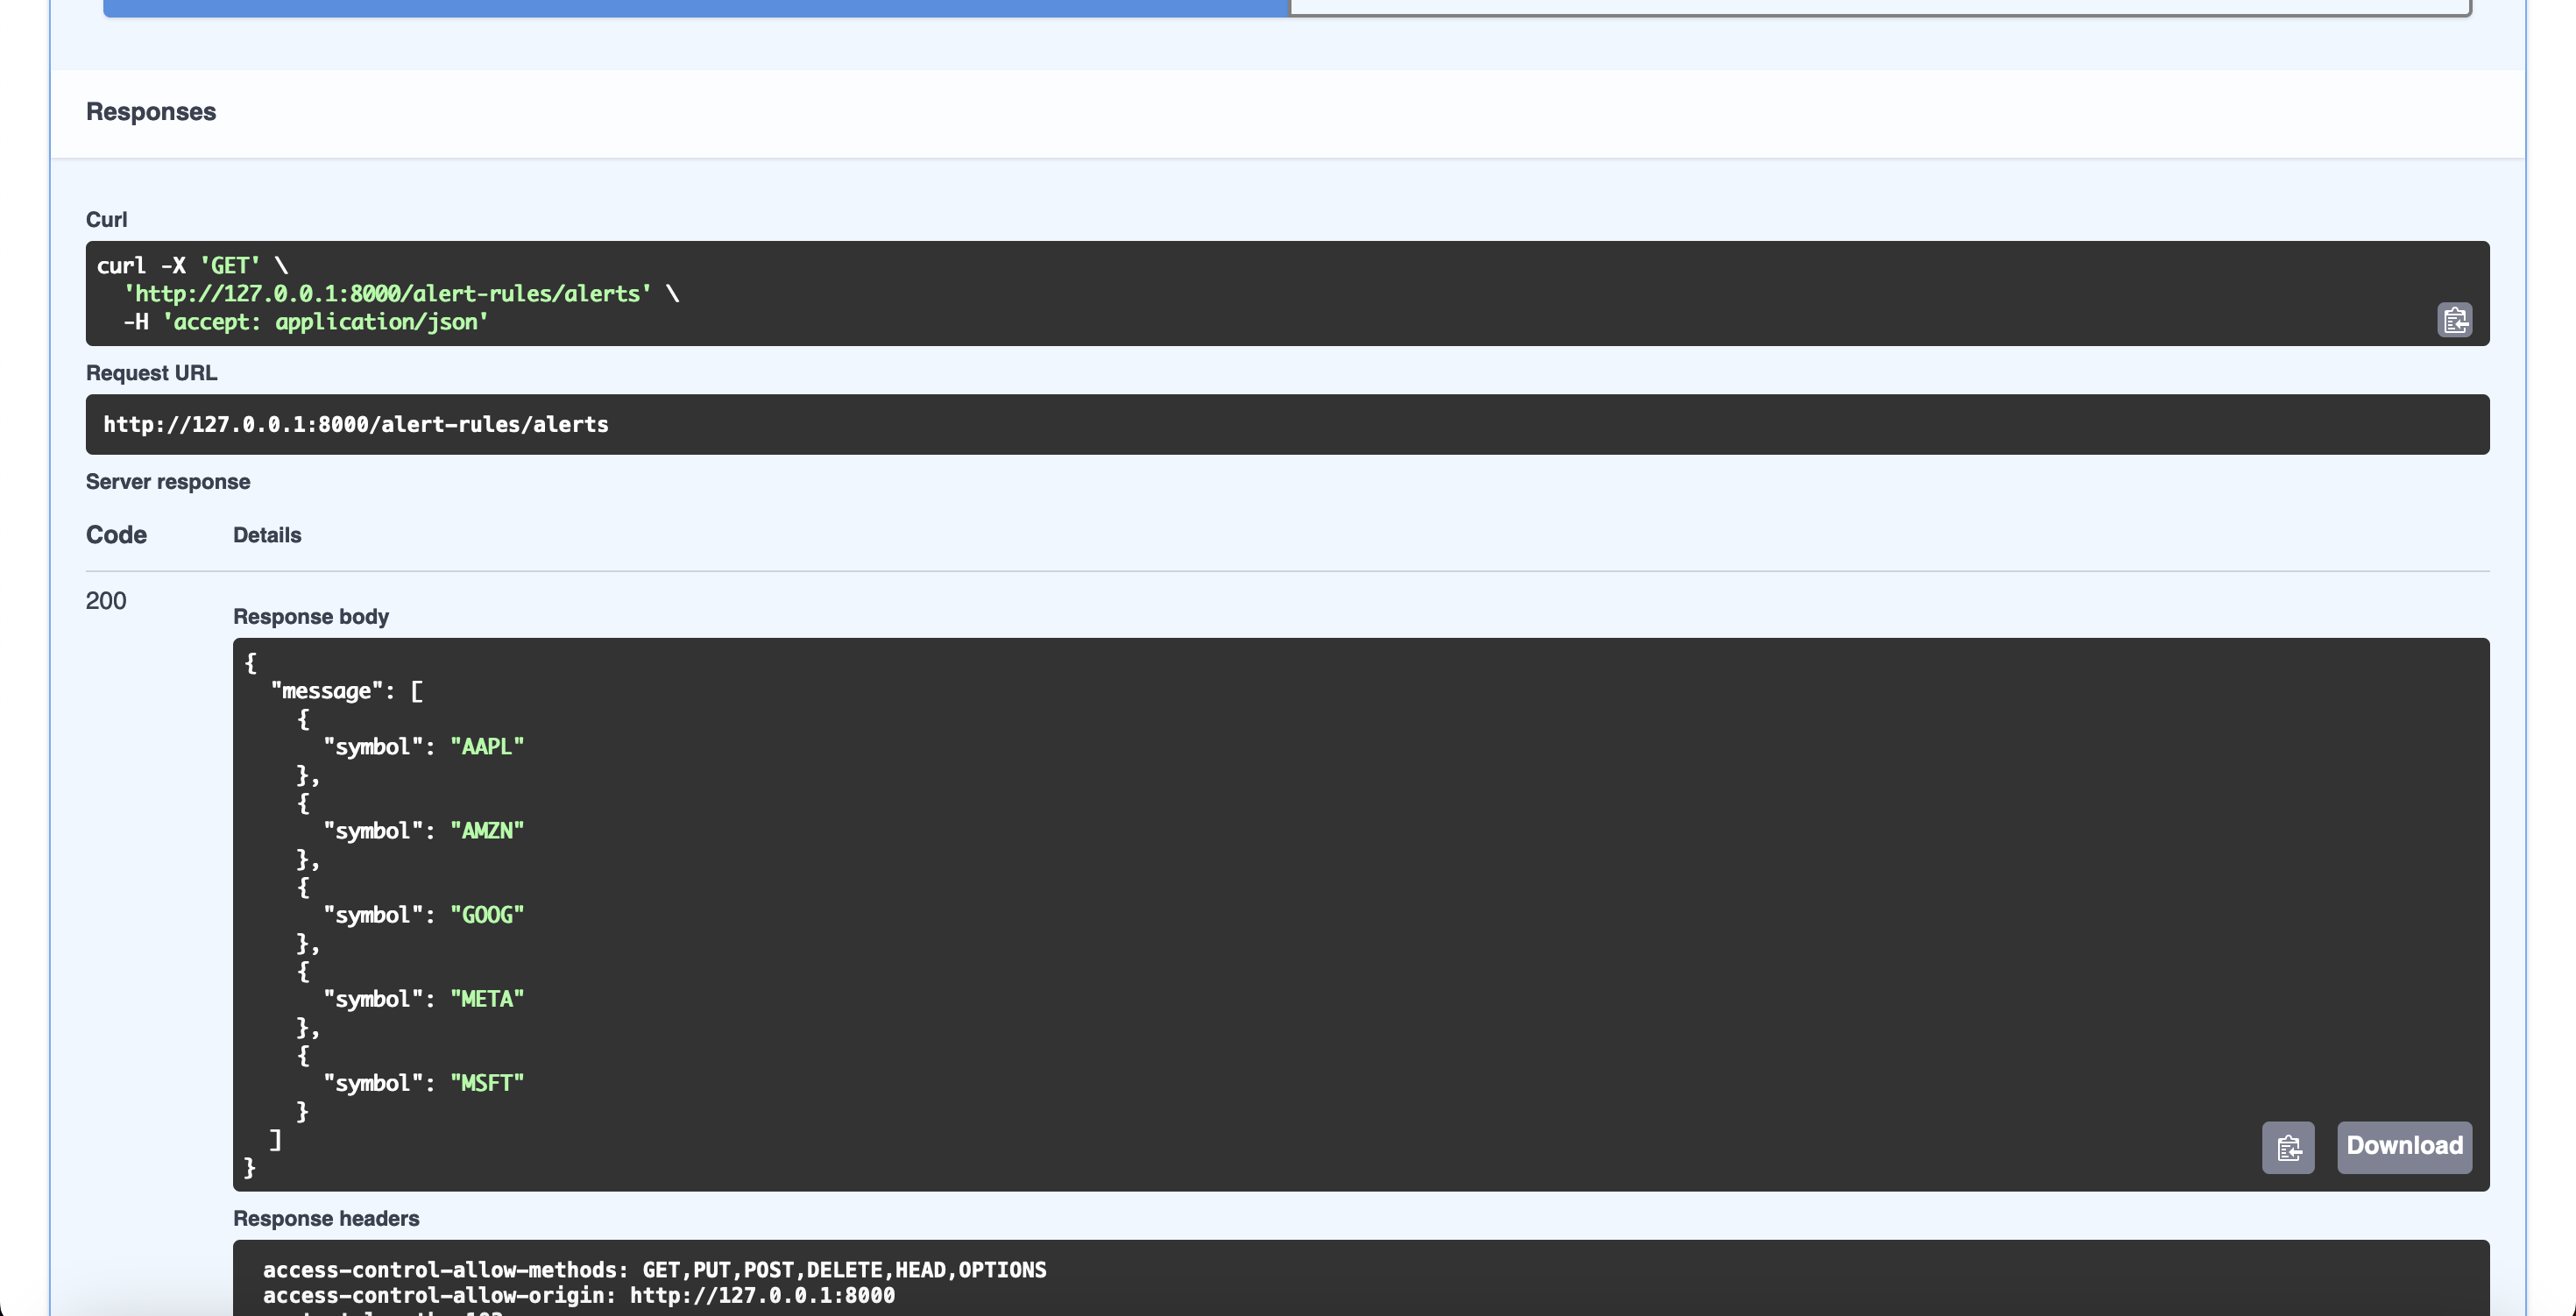 Responses
Curl
curl -X 'GET' \
  'http://127.0.0.1:8000/alert-rules/alerts' \
  -H 'accept: application/json'
Request URL
http://127.0.0.1:8000/alert-rules/alerts
Server response
Code Details
200
Response body
{
  "message": [
    {
      "symbol": "AAPL"
    },
    {
      "symbol": "AMZN"
    },
    {
      "symbol": "GOOG"
    },
    {
      "symbol": "META"
    },
    {
      "symbol": "MSFT"
    }
  ]
}
Download
Response headers
access-control-allow-methods: GET,PUT,POST,DELETE,HEAD,OPTIONS
access-control-allow-origin: http://127.0.0.1:8000